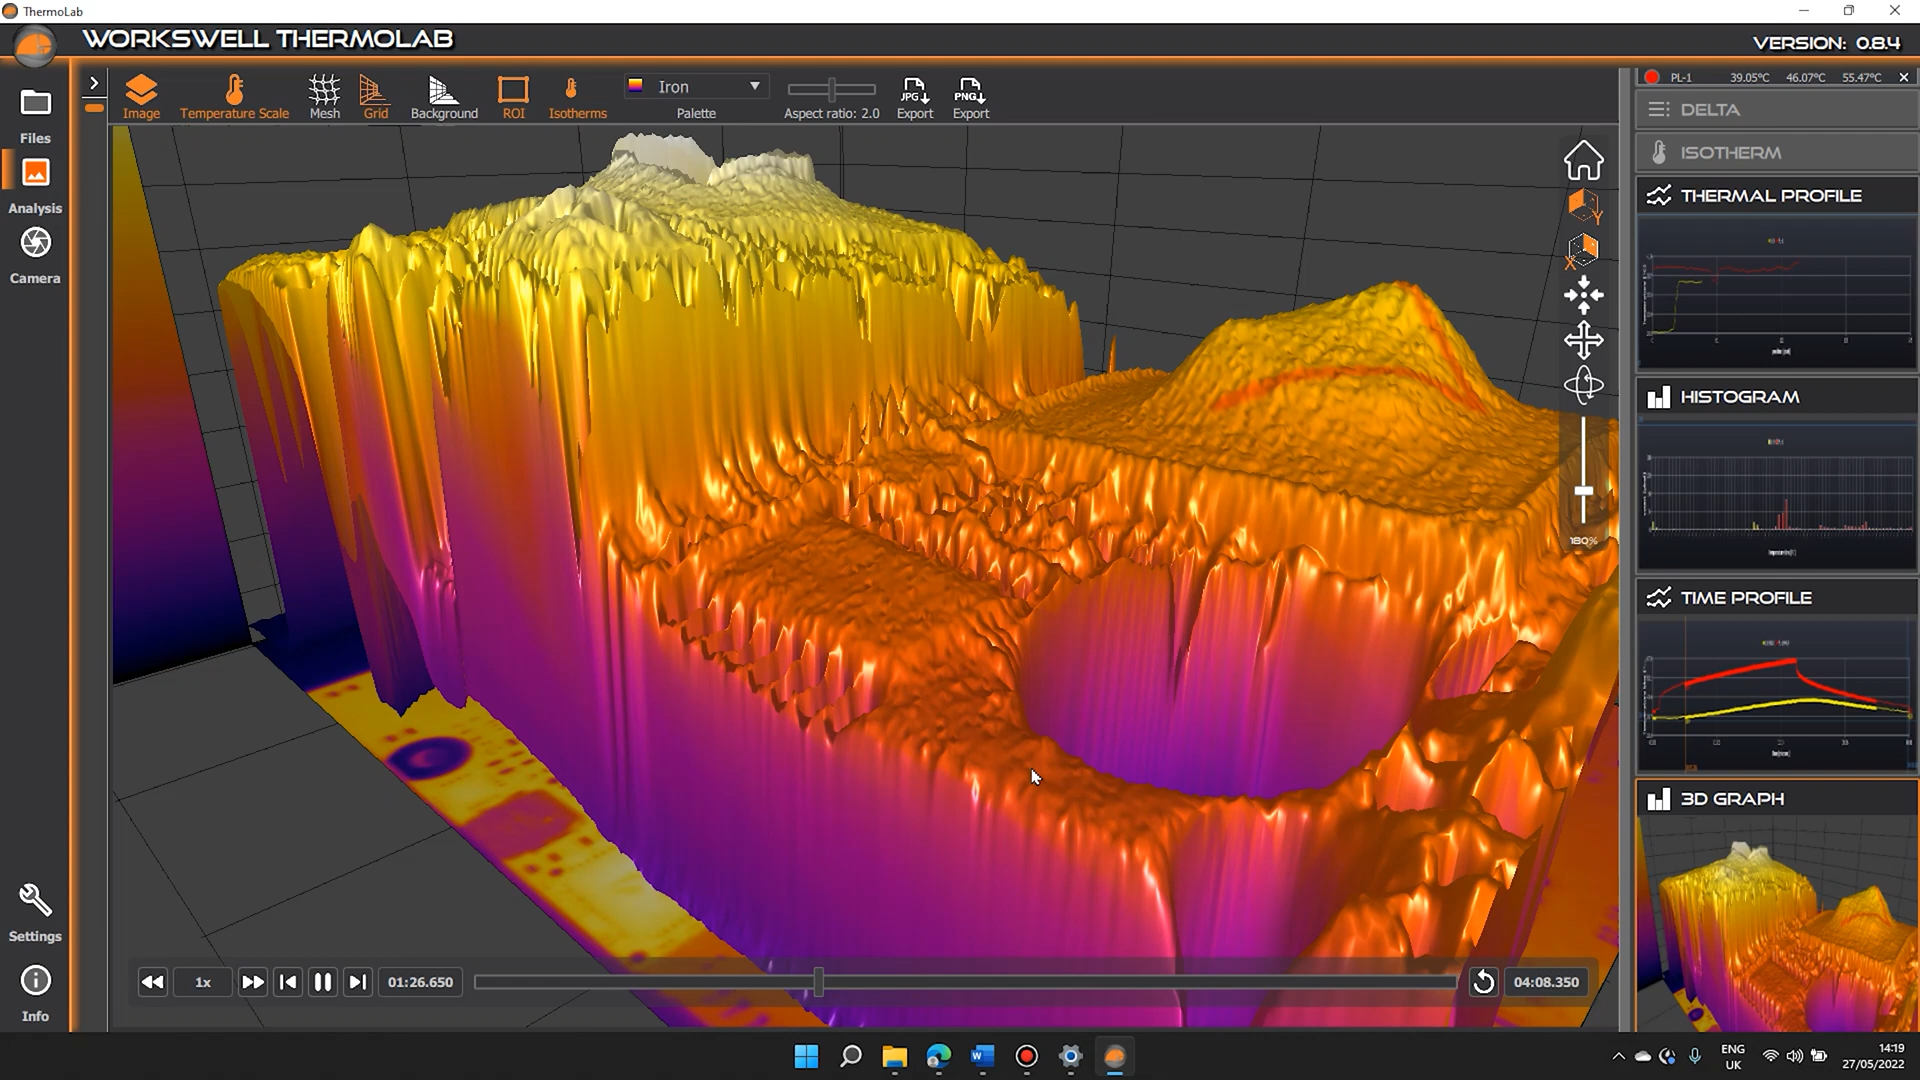 ThermoLab
WORKSWELL THERMOLAB
VERSION: 0.8.4
Files
Analysis
Camera
Settings
Info
Image
Temperature Scale
Mesh
Grid
Background
ROI
Isotherms
Iron
Palette
Aspect ratio: 2.0
JPG
Export
PNG
Export
Y
X
180%
PL-1 39.05°C 46.07°C 55.47°C
DELTA
ISOTHERM
THERMAL PROFILE
HISTOGRAM
TIME PROFILE
3D GRAPH
1x
01:26.650
04:08.350
ENG
UK
14:19
27/05/2022